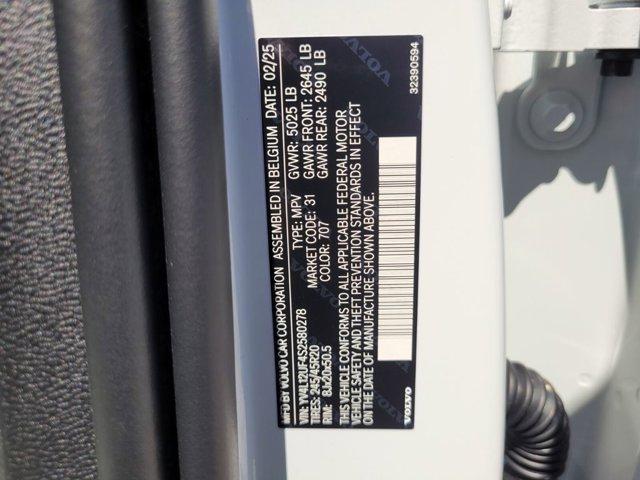 MFD BY VOLVO CAR CORPORATION ASSEMBLED IN BELGIUM DATE: 02/25
VIN: YV4L12UF4S2580278 TYPE: MPV GVWR: 5025 LB
TIRES: 245/45R20 MARKET CODE: 31 GAWR FRONT: 2645 LB
RIM: 8Jx20x50.5 COLOR: 707 GAWR REAR: 2490 LB
THIS VEHICLE CONFORMS TO ALL APPLICABLE FEDERAL MOTOR
VEHICLE SAFETY AND THEFT PREVENTION STANDARDS IN EFFECT
ON THE DATE OF MANUFACTURE SHOWN ABOVE.
VOLVO
32390594